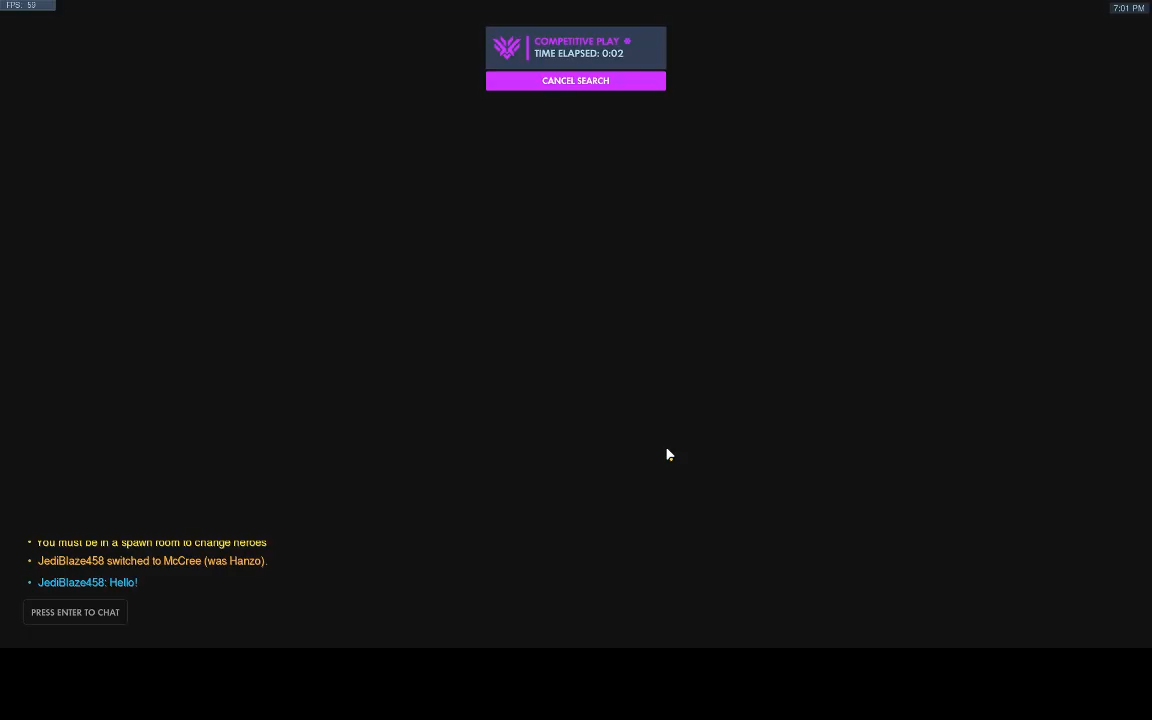 FPS: 59
7:01 PM
COMPETITIVE PLAY
TIME ELAPSED: 0:02
CANCEL SEARCH
• You must be in a spawn room to change heroes
• JediBlaze458 switched to McCree (was Hanzo).
• JediBlaze458: Hello!
PRESS ENTER TO CHAT